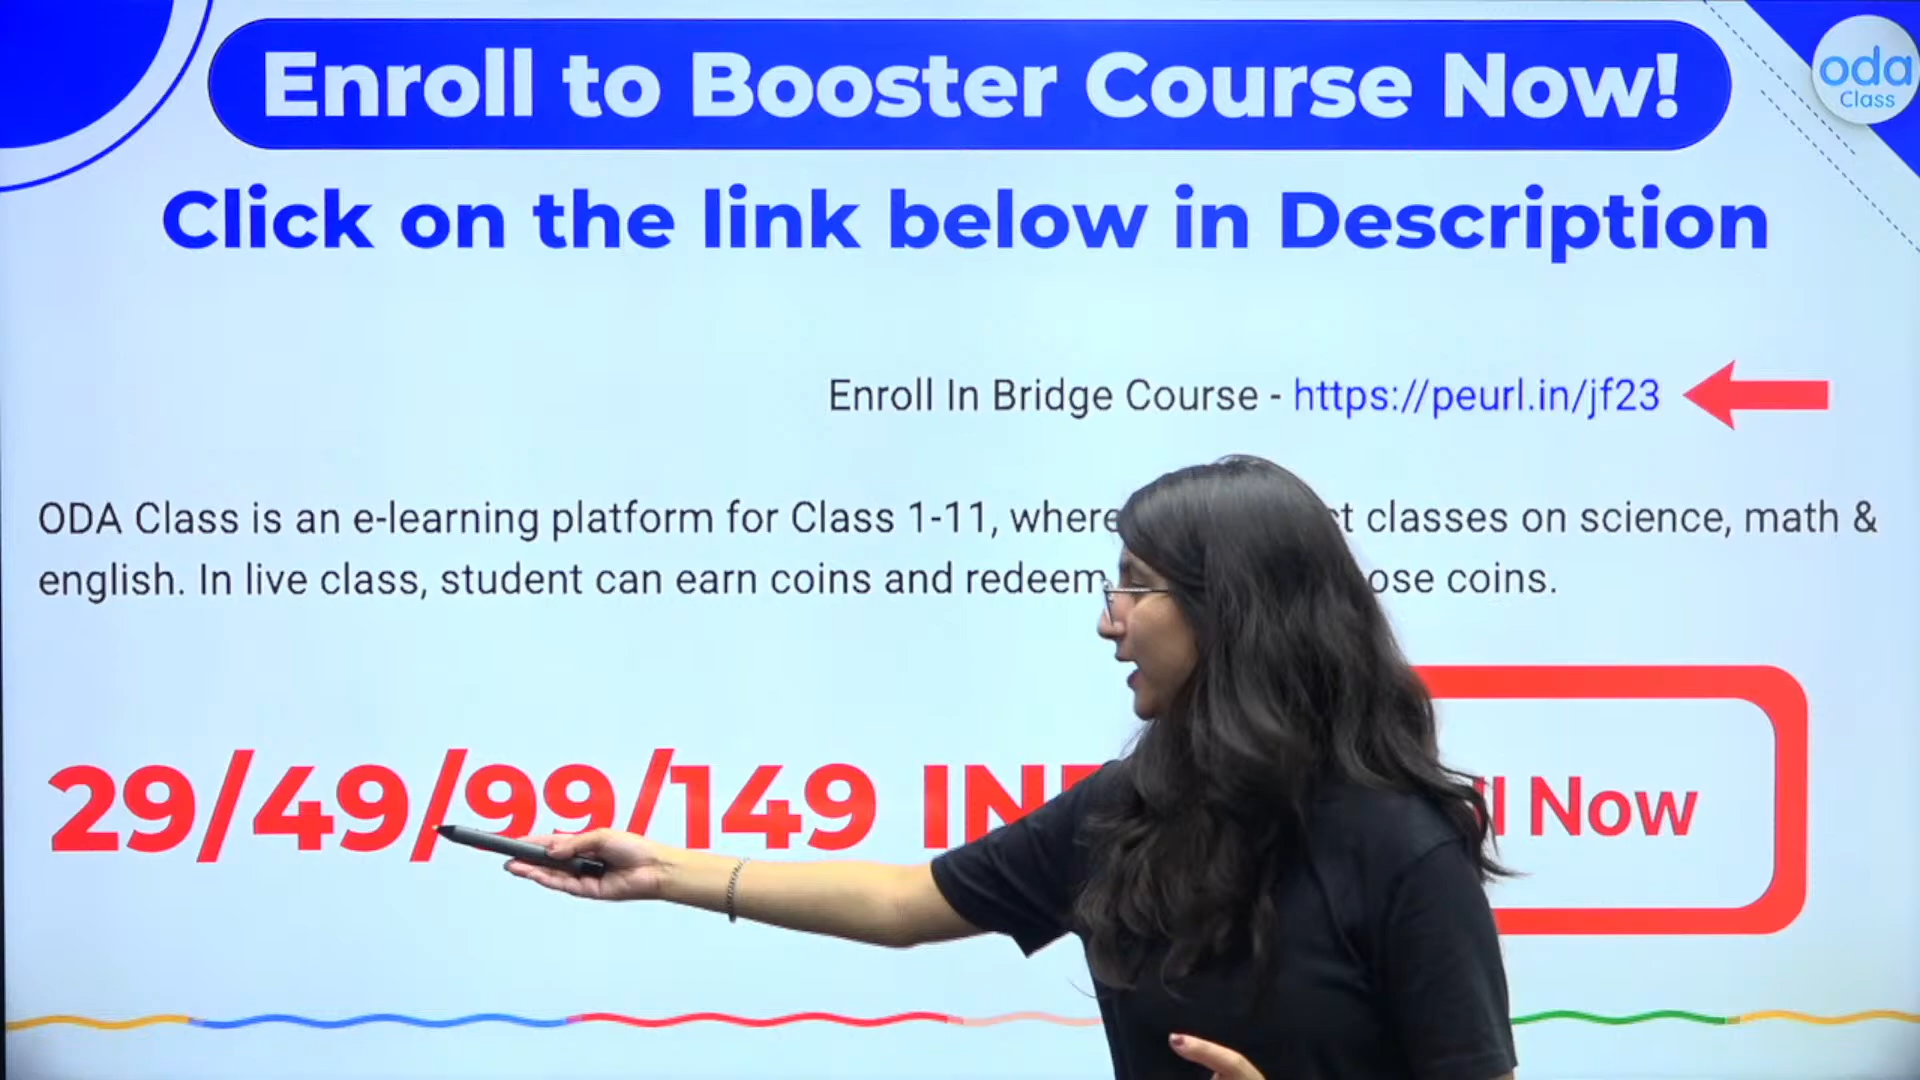 Enroll to Booster Course Now!
oda
Class
Click on the link below in Description
Enroll In Bridge Course - https://peurl.in/jf23
ODA Class is an e-learning platform for Class 1-11, where classes on science, math &
english. In live class, student can earn coins and redeem coins.
29/49/99/149
Now